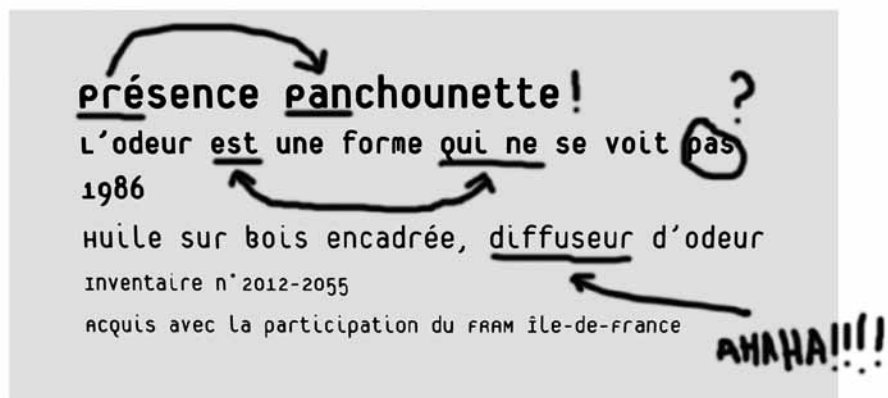 Présence Panchounette!
?
L'odeur est une forme qui ne se voit pas
1986
Huile sur bois encadrée, diffuseur d'odeur
Inventaire n° 2012-2055
Acquis avec la participation du FRAM Île-de-France
AHAHA!!!!